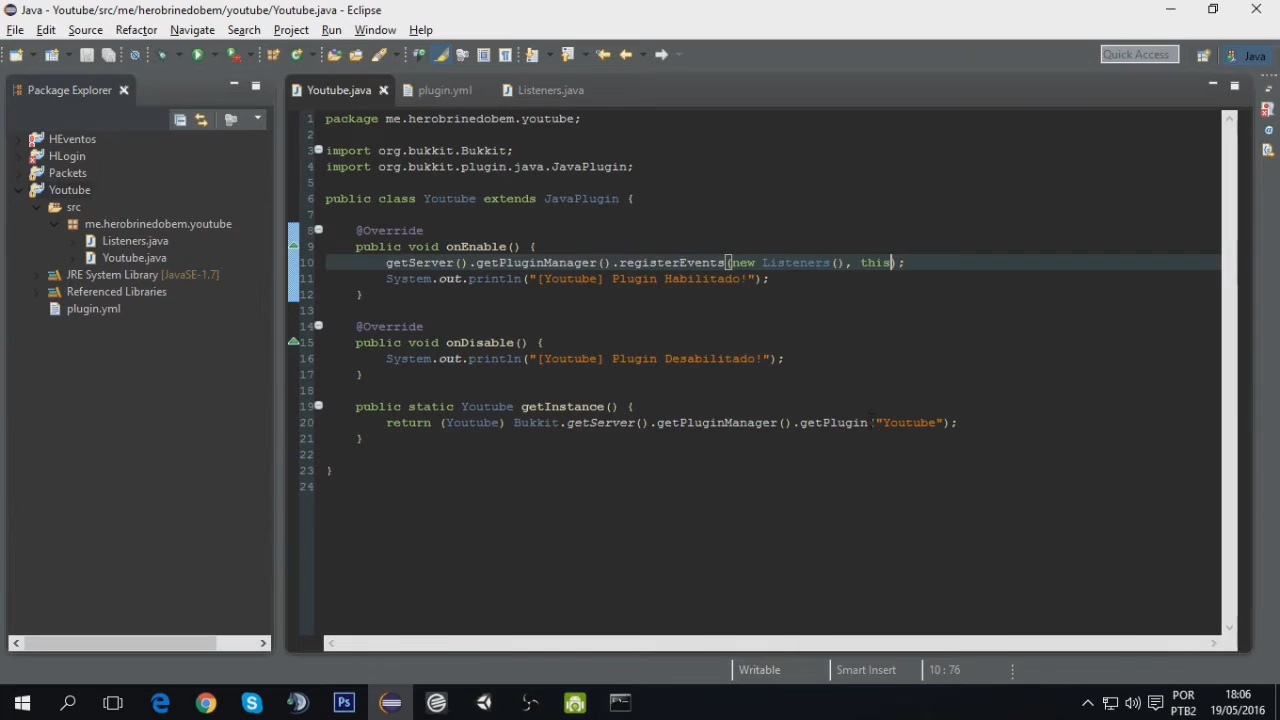 Java - Youtube/src/me/herobrinedobem/youtube/Youtube.java - Eclipse
File Edit Source Refactor Navigate Search Project Run Window Help
Quick Access
Java
Package Explorer
Youtube.java
plugin.yml
Listeners.java
HEventos
HLogin
Packets
Youtube
src
me.herobrinedobem.youtube
Listeners.java
Youtube.java
JRE System Library [JavaSE-1.7]
Referenced Libraries
plugin.yml
1 package me.herobrinedobem.youtube;
2
3 import org.bukkit.Bukkit;
4 import org.bukkit.plugin.java.JavaPlugin;
5
6 public class Youtube extends JavaPlugin {
7
8 @Override
9 public void onEnable() {
10 getServer().getPluginManager().registerEvents(new Listeners(), this);
11 System.out.println("[Youtube] Plugin Habilitado!");
12 }
13
14 @Override
15 public void onDisable() {
16 System.out.println("[Youtube] Plugin Desabilitado!");
17 }
18
19 public static Youtube getInstance() {
20 return (Youtube) Bukkit.getServer().getPluginManager().getPlugin("Youtube");
21 }
22
23 }
24
Writable
Smart Insert
10 : 76
Ps
POR
PTB2
18:06
19/05/2016